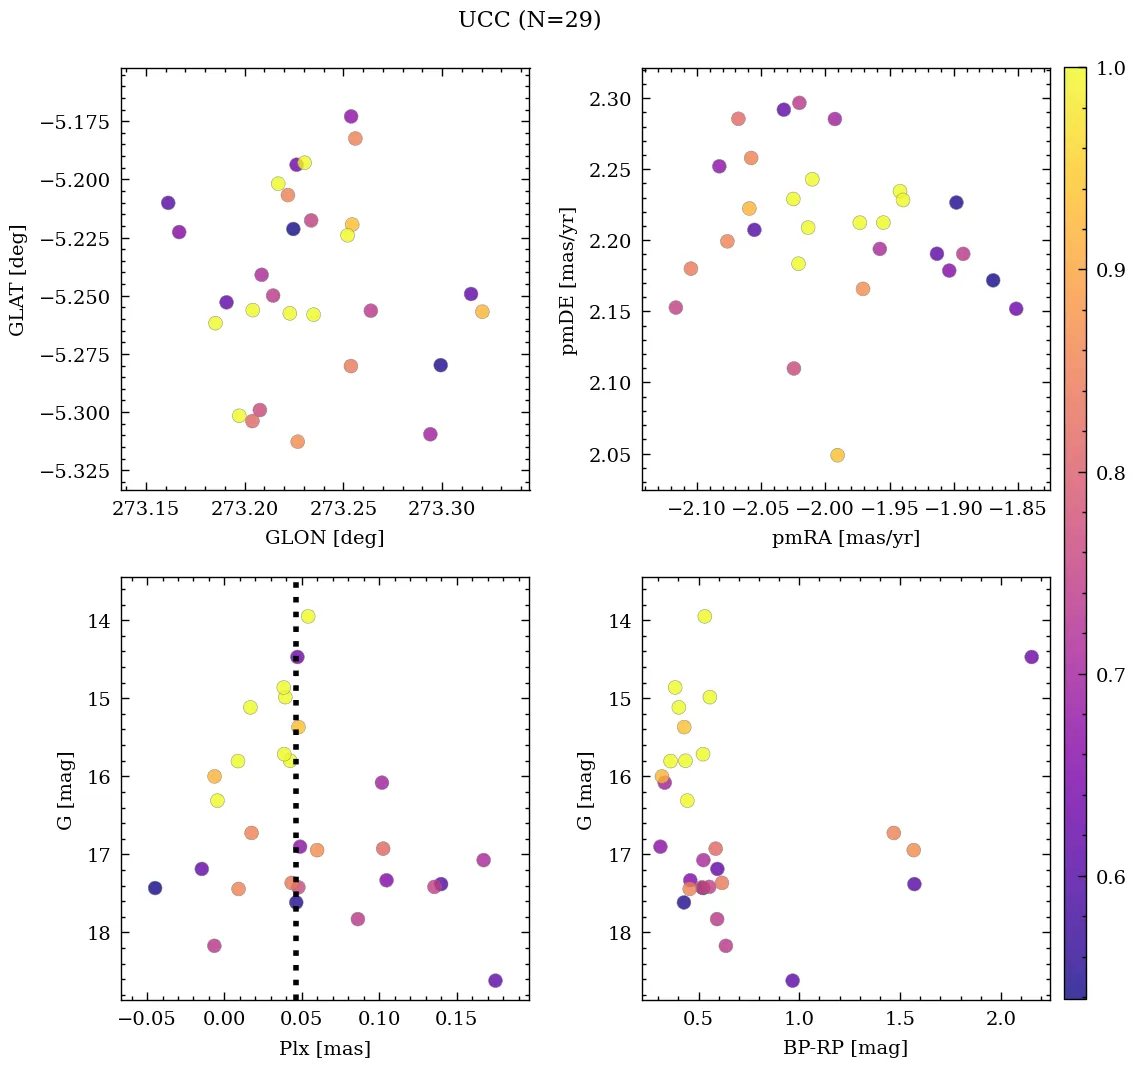 UCC (N=29)
−5.175
−5.200
−5.225
−5.250
−5.275
−5.300
−5.325
GLAT [deg]
273.15 273.20 273.25 273.30
GLON [deg]
2.30
2.25
2.20
2.15
2.10
2.05
pmDE [mas/yr]
−2.10 −2.05 −2.00 −1.95 −1.90 −1.85
pmRA [mas/yr]
14
15
16
17
18
G [mag]
−0.05 0.00 0.05 0.10 0.15
Plx [mas]
14
15
16
17
18
G [mag]
0.5 1.0 1.5 2.0
BP-RP [mag]
1.0
0.9
0.8
0.7
0.6